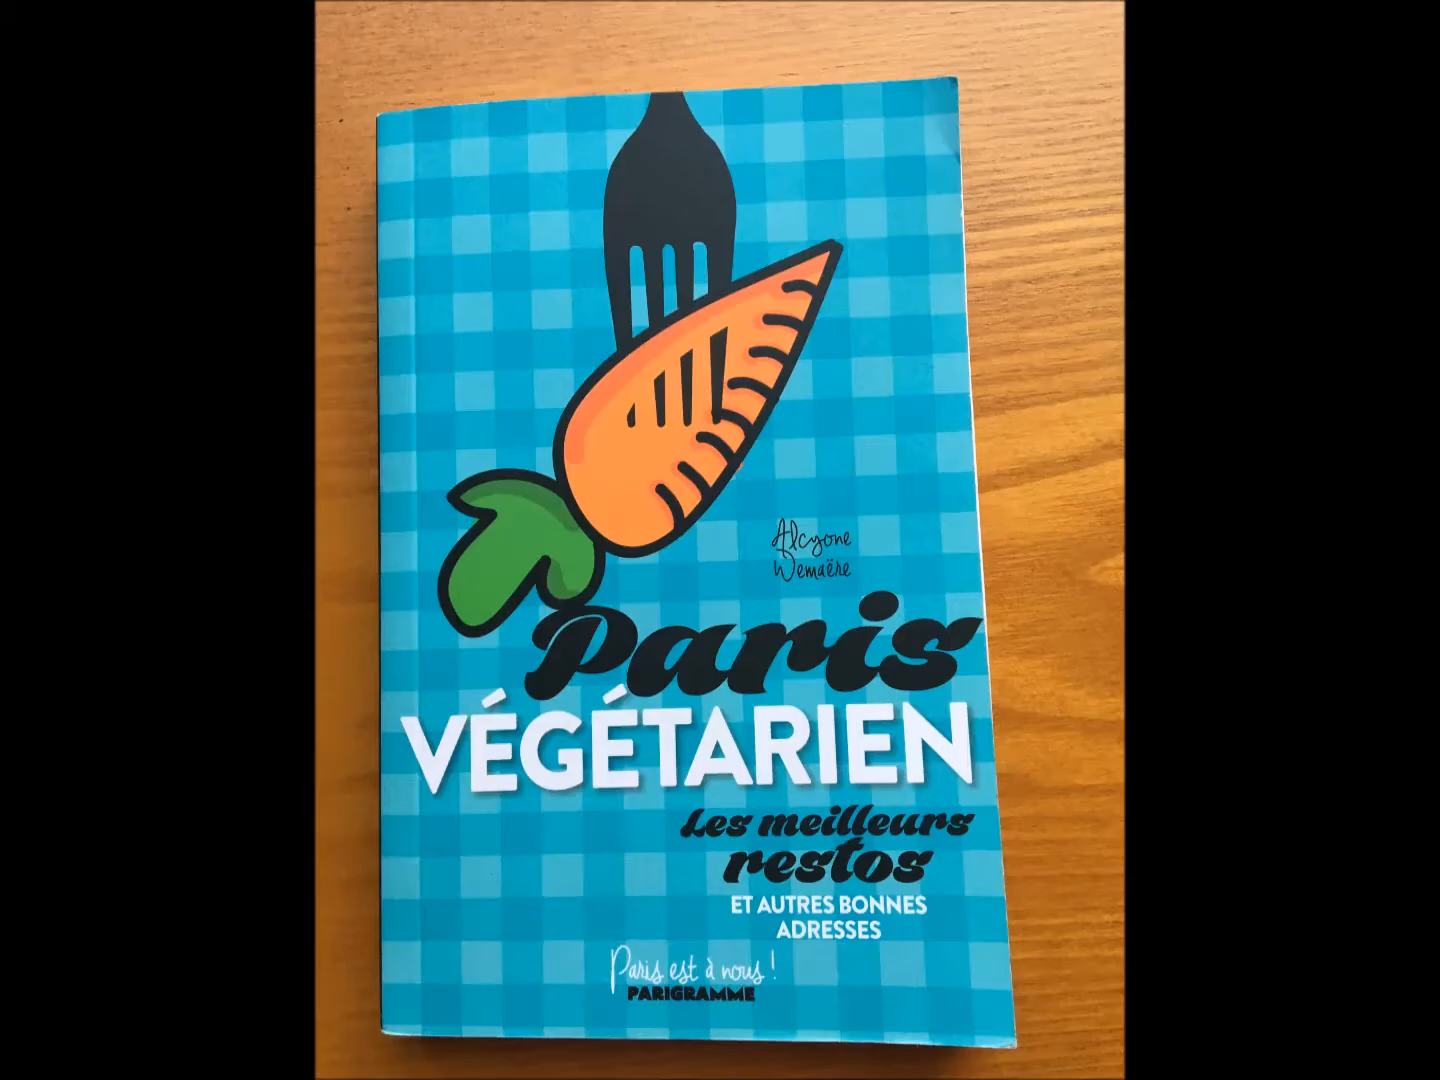 Alcyone
Wemaëre
Paris
VÉGÉTARIEN
Les meilleurs
restos
ET AUTRES BONNES
ADRESSES
Paris est à nous !
PARIGRAMME